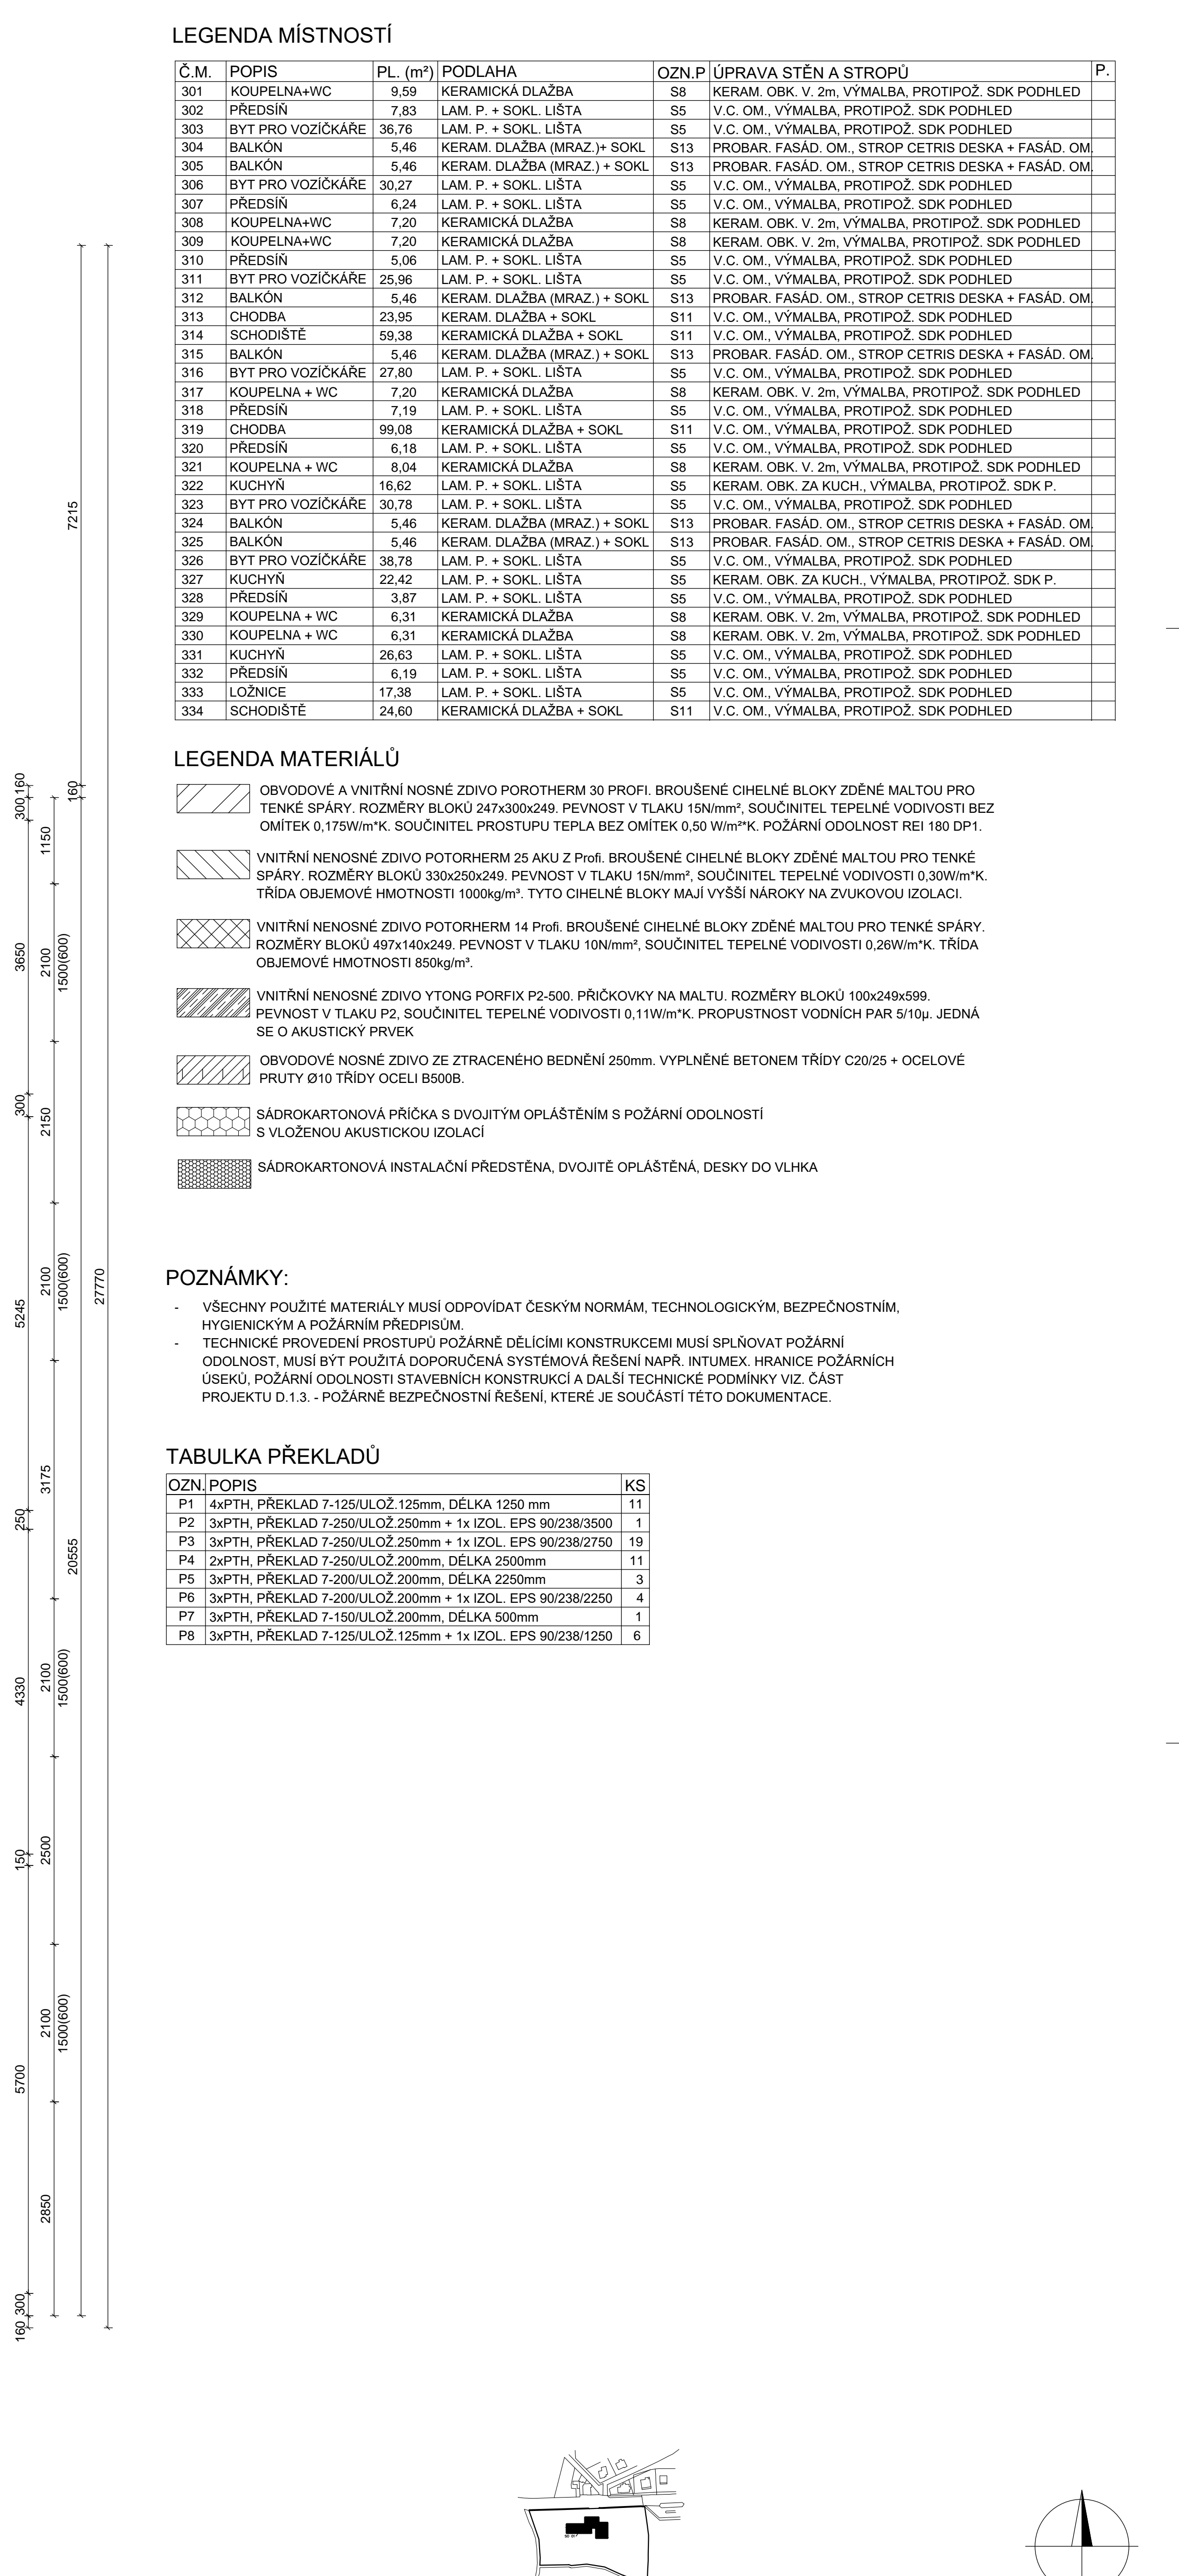 LEGENDA MÍSTNOSTÍ
Č.M. POPIS PL. (m²) PODLAHA OZN.P ÚPRAVA STĚN A STROPŮ P.
301 KOUPELNA+WC 9,59 KERAMICKÁ DLAŽBA S8 KERAM. OBK. V. 2m, VÝMALBA, PROTIPOŽ. SDK PODHLED
302 PŘEDSÍŇ 7,83 LAM. P. + SOKL. LIŠTA S5 V.C. OM., VÝMALBA, PROTIPOŽ. SDK PODHLED
303 BYT PRO VOZÍČKÁŘE 36,76 LAM. P. + SOKL. LIŠTA S5 V.C. OM., VÝMALBA, PROTIPOŽ. SDK PODHLED
304 BALKÓN 5,46 KERAM. DLAŽBA (MRAZ.)+ SOKL S13 PROBAR. FASÁD. OM., STROP CETRIS DESKA + FASÁD. OM.
305 BALKÓN 5,46 KERAM. DLAŽBA (MRAZ.) + SOKL S13 PROBAR. FASÁD. OM., STROP CETRIS DESKA + FASÁD. OM.
306 BYT PRO VOZÍČKÁŘE 30,27 LAM. P. + SOKL. LIŠTA S5 V.C. OM., VÝMALBA, PROTIPOŽ. SDK PODHLED
307 PŘEDSÍŇ 6,24 LAM. P. + SOKL. LIŠTA S5 V.C. OM., VÝMALBA, PROTIPOŽ. SDK PODHLED
308 KOUPELNA+WC 7,20 KERAMICKÁ DLAŽBA S8 KERAM. OBK. V. 2m, VÝMALBA, PROTIPOŽ. SDK PODHLED
309 KOUPELNA+WC 7,20 KERAMICKÁ DLAŽBA S8 KERAM. OBK. V. 2m, VÝMALBA, PROTIPOŽ. SDK PODHLED
310 PŘEDSÍŇ 5,06 LAM. P. + SOKL. LIŠTA S5 V.C. OM., VÝMALBA, PROTIPOŽ. SDK PODHLED
311 BYT PRO VOZÍČKÁŘE 25,96 LAM. P. + SOKL. LIŠTA S5 V.C. OM., VÝMALBA, PROTIPOŽ. SDK PODHLED
312 BALKÓN 5,46 KERAM. DLAŽBA (MRAZ.) + SOKL S13 PROBAR. FASÁD. OM., STROP CETRIS DESKA + FASÁD. OM.
313 CHODBA 23,95 KERAM. DLAŽBA + SOKL S11 V.C. OM., VÝMALBA, PROTIPOŽ. SDK PODHLED
314 SCHODIŠTĚ 59,38 KERAMICKÁ DLAŽBA + SOKL S11 V.C. OM., VÝMALBA, PROTIPOŽ. SDK PODHLED
315 BALKÓN 5,46 KERAM. DLAŽBA (MRAZ.) + SOKL S13 PROBAR. FASÁD. OM., STROP CETRIS DESKA + FASÁD. OM.
316 BYT PRO VOZÍČKÁŘE 27,80 LAM. P. + SOKL. LIŠTA S5 V.C. OM., VÝMALBA, PROTIPOŽ. SDK PODHLED
317 KOUPELNA + WC 7,20 KERAMICKÁ DLAŽBA S8 KERAM. OBK. V. 2m, VÝMALBA, PROTIPOŽ. SDK PODHLED
318 PŘEDSÍŇ 7,19 LAM. P. + SOKL. LIŠTA S5 V.C. OM., VÝMALBA, PROTIPOŽ. SDK PODHLED
319 CHODBA 99,08 KERAMICKÁ DLAŽBA + SOKL S11 V.C. OM., VÝMALBA, PROTIPOŽ. SDK PODHLED
320 PŘEDSÍŇ 6,18 LAM. P. + SOKL. LIŠTA S5 V.C. OM., VÝMALBA, PROTIPOŽ. SDK PODHLED
321 KOUPELNA + WC 8,04 KERAMICKÁ DLAŽBA S8 KERAM. OBK. V. 2m, VÝMALBA, PROTIPOŽ. SDK PODHLED
322 KUCHYŇ 16,62 LAM. P. + SOKL. LIŠTA S5 KERAM. OBK. ZA KUCH., VÝMALBA, PROTIPOŽ. SDK P.
323 BYT PRO VOZÍČKÁŘE 30,78 LAM. P. + SOKL. LIŠTA S5 V.C. OM., VÝMALBA, PROTIPOŽ. SDK PODHLED
324 BALKÓN 5,46 KERAM. DLAŽBA (MRAZ.) + SOKL S13 PROBAR. FASÁD. OM., STROP CETRIS DESKA + FASÁD. OM.
325 BALKÓN 5,46 KERAM. DLAŽBA (MRAZ.) + SOKL S13 PROBAR. FASÁD. OM., STROP CETRIS DESKA + FASÁD. OM.
326 BYT PRO VOZÍČKÁŘE 38,78 LAM. P. + SOKL. LIŠTA S5 V.C. OM., VÝMALBA, PROTIPOŽ. SDK PODHLED
327 KUCHYŇ 22,42 LAM. P. + SOKL. LIŠTA S5 KERAM. OBK. ZA KUCH., VÝMALBA, PROTIPOŽ. SDK P.
328 PŘEDSÍŇ 3,87 LAM. P. + SOKL. LIŠTA S5 V.C. OM., VÝMALBA, PROTIPOŽ. SDK PODHLED
329 KOUPELNA + WC 6,31 KERAMICKÁ DLAŽBA S8 KERAM. OBK. V. 2m, VÝMALBA, PROTIPOŽ. SDK PODHLED
330 KOUPELNA + WC 6,31 KERAMICKÁ DLAŽBA S8 KERAM. OBK. V. 2m, VÝMALBA, PROTIPOŽ. SDK PODHLED
331 KUCHYŇ 26,63 LAM. P. + SOKL. LIŠTA S5 V.C. OM., VÝMALBA, PROTIPOŽ. SDK PODHLED
332 PŘEDSÍŇ 6,19 LAM. P. + SOKL. LIŠTA S5 V.C. OM., VÝMALBA, PROTIPOŽ. SDK PODHLED
333 LOŽNICE 17,38 LAM. P. + SOKL. LIŠTA S5 V.C. OM., VÝMALBA, PROTIPOŽ. SDK PODHLED
334 SCHODIŠTĚ 24,60 KERAMICKÁ DLAŽBA + SOKL S11 V.C. OM., VÝMALBA, PROTIPOŽ. SDK PODHLED
LEGENDA MATERIÁLŮ
OBVODOVÉ A VNITŘNÍ NOSNÉ ZDIVO POROTHERM 30 PROFI. BROUŠENÉ CIHELNÉ BLOKY ZDĚNÉ MALTOU PRO
TENKÉ SPÁRY. ROZMĚRY BLOKŮ 247x300x249. PEVNOST V TLAKU 15N/mm², SOUČINITEL TEPELNÉ VODIVOSTI BEZ
OMÍTEK 0,175W/m*K. SOUČINITEL PROSTUPU TEPLA BEZ OMÍTEK 0,50 W/m²*K. POŽÁRNÍ ODOLNOST REI 180 DP1.
VNITŘNÍ NENOSNÉ ZDIVO POTORHERM 25 AKU Z Profi. BROUŠENÉ CIHELNÉ BLOKY ZDĚNÉ MALTOU PRO TENKÉ
SPÁRY. ROZMĚRY BLOKŮ 330x250x249. PEVNOST V TLAKU 15N/mm², SOUČINITEL TEPELNÉ VODIVOSTI 0,30W/m*K.
TŘÍDA OBJEMOVÉ HMOTNOSTI 1000kg/m³. TYTO CIHELNÉ BLOKY MAJÍ VYŠŠÍ NÁROKY NA ZVUKOVOU IZOLACI.
VNITŘNÍ NENOSNÉ ZDIVO POTORHERM 14 Profi. BROUŠENÉ CIHELNÉ BLOKY ZDĚNÉ MALTOU PRO TENKÉ SPÁRY.
ROZMĚRY BLOKŮ 497x140x249. PEVNOST V TLAKU 10N/mm², SOUČINITEL TEPELNÉ VODIVOSTI 0,26W/m*K. TŘÍDA
OBJEMOVÉ HMOTNOSTI 850kg/m³.
VNITŘNÍ NENOSNÉ ZDIVO YTONG PORFIX P2-500. PŘIČKOVKY NA MALTU. ROZMĚRY BLOKŮ 100x249x599.
PEVNOST V TLAKU P2, SOUČINITEL TEPELNÉ VODIVOSTI 0,11W/m*K. PROPUSTNOST VODNÍCH PAR 5/10µ. JEDNÁ
SE O AKUSTICKÝ PRVEK
OBVODOVÉ NOSNÉ ZDIVO ZE ZTRACENÉHO BEDNĚNÍ 250mm. VYPLNĚNÉ BETONEM TŘÍDY C20/25 + OCELOVÉ
PRUTY Ø10 TŘÍDY OCELI B500B.
SÁDROKARTONOVÁ PŘÍČKA S DVOJITÝM OPLÁŠTĚNÍM S POŽÁRNÍ ODOLNOSTÍ
S VLOŽENOU AKUSTICKOU IZOLACÍ
SÁDROKARTONOVÁ INSTALAČNÍ PŘEDSTĚNA, DVOJITĚ OPLÁŠTĚNÁ, DESKY DO VLHKA
POZNÁMKY:
- VŠECHNY POUŽITÉ MATERIÁLY MUSÍ ODPOVÍDAT ČESKÝM NORMÁM, TECHNOLOGICKÝM, BEZPEČNOSTNÍM,
HYGIENICKÝM A POŽÁRNÍM PŘEDPISŮM.
- TECHNICKÉ PROVEDENÍ PROSTUPŮ POŽÁRNĚ DĚLÍCÍMI KONSTRUKCEMI MUSÍ SPLŇOVAT POŽÁRNÍ
ODOLNOST, MUSÍ BÝT POUŽITÁ DOPORUČENÁ SYSTÉMOVÁ ŘEŠENÍ NAPŘ. INTUMEX. HRANICE POŽÁRNÍCH
ÚSEKŮ, POŽÁRNÍ ODOLNOSTI STAVEBNÍCH KONSTRUKCÍ A DALŠÍ TECHNICKÉ PODMÍNKY VIZ. ČÁST
PROJEKTU D.1.3. - POŽÁRNĚ BEZPEČNOSTNÍ ŘEŠENÍ, KTERÉ JE SOUČÁSTÍ TÉTO DOKUMENTACE.
TABULKA PŘEKLADŮ
OZN. POPIS KS
P1 4xPTH, PŘEKLAD 7-125/ULOŽ.125mm, DÉLKA 1250 mm 11
P2 3xPTH, PŘEKLAD 7-250/ULOŽ.250mm + 1x IZOL. EPS 90/238/3500 1
P3 3xPTH, PŘEKLAD 7-250/ULOŽ.250mm + 1x IZOL. EPS 90/238/2750 19
P4 2xPTH, PŘEKLAD 7-250/ULOŽ.200mm, DÉLKA 2500mm 11
P5 3xPTH, PŘEKLAD 7-200/ULOŽ.200mm, DÉLKA 2250mm 3
P6 3xPTH, PŘEKLAD 7-200/ULOŽ.200mm + 1x IZOL. EPS 90/238/2250 4
P7 3xPTH, PŘEKLAD 7-150/ULOŽ.200mm, DÉLKA 500mm 1
P8 3xPTH, PŘEKLAD 7-125/ULOŽ.125mm + 1x IZOL. EPS 90/238/1250 6
160
300
3650
300
5245
250
4330
150
5700
300
160
1150
2100
1500(600)
2150
2100
1500(600)
3175
2100
1500(600)
2500
2100
1500(600)
2850
7215
160
20555
27770